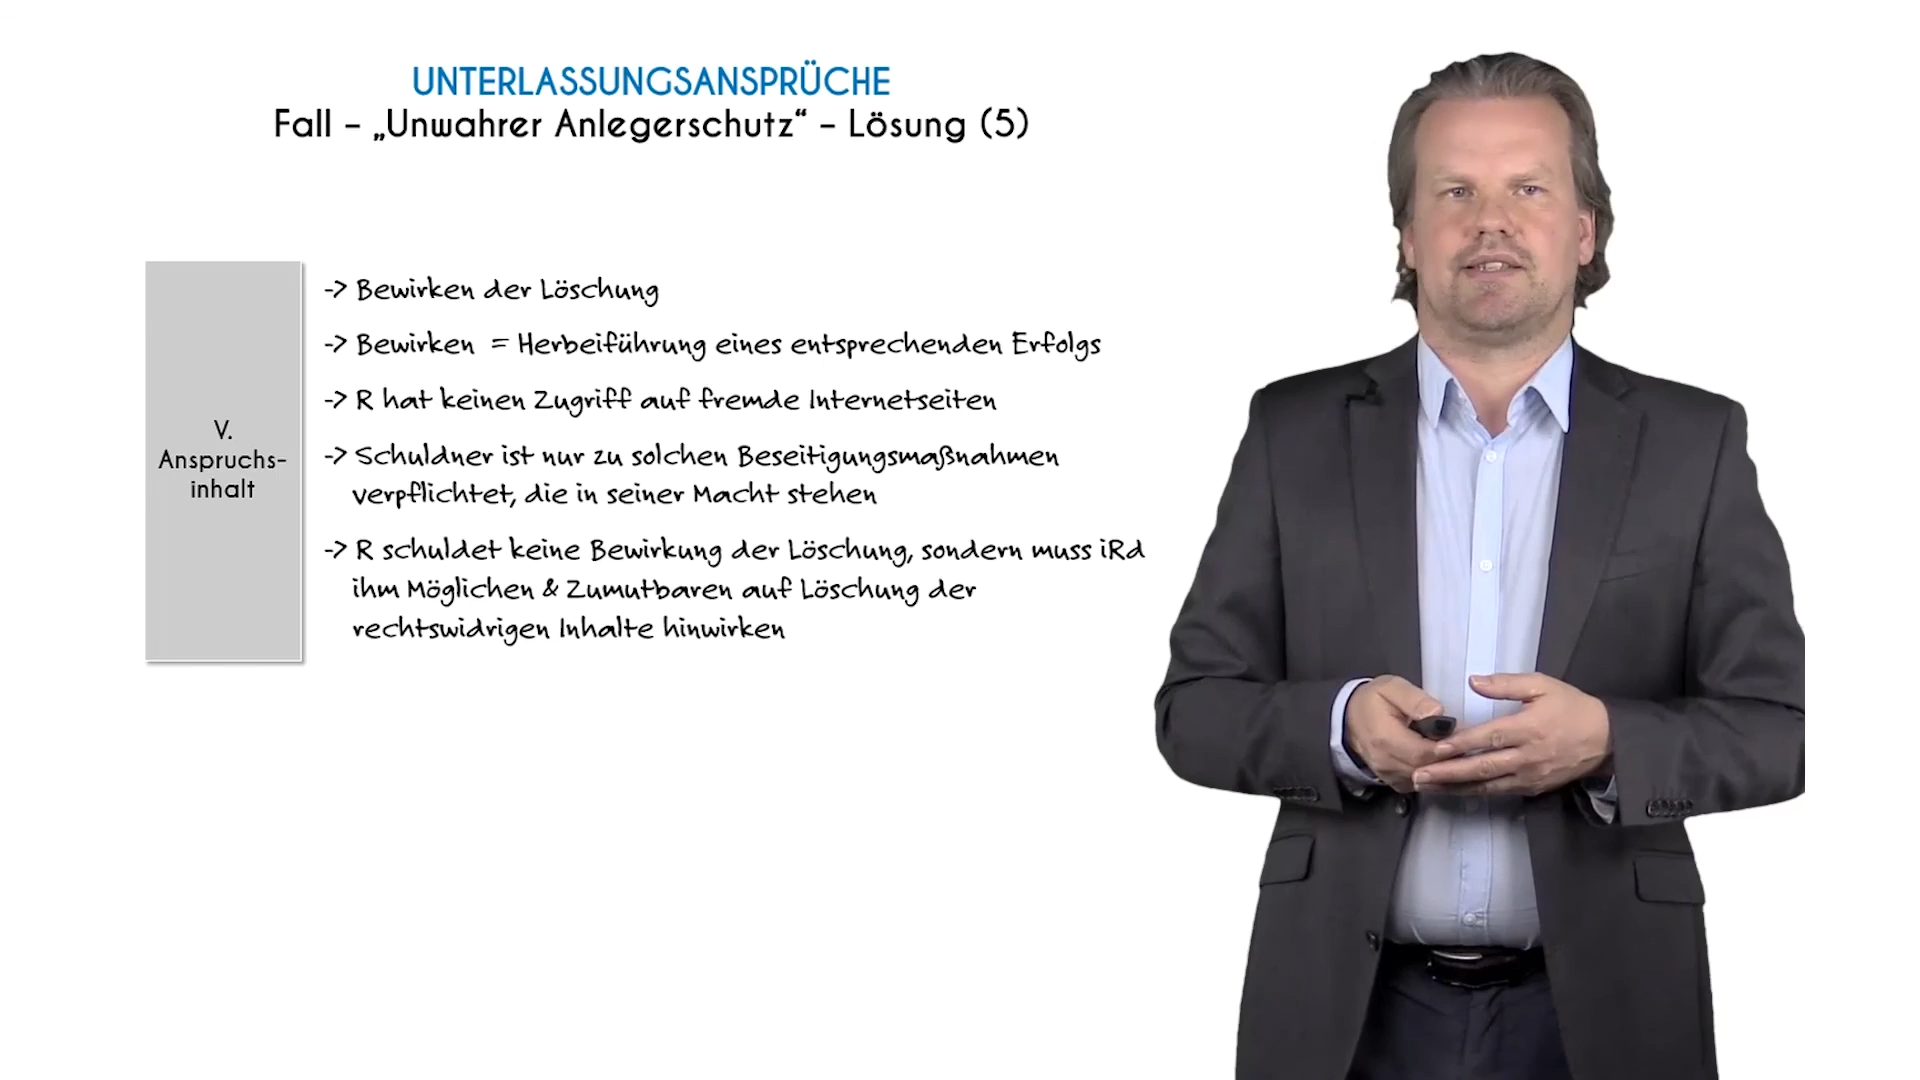 UNTERLASSUNGSANSPRÜCHE
Fall – „Unwahrer Anlegerschutz“ – Lösung (5)
V.
Anspruchs-
inhalt
-> Bewirken der Löschung
-> Bewirken = Herbeiführung eines entsprechenden Erfolgs
-> R hat keinen Zugriff auf fremde Internetseiten
-> Schuldner ist nur zu solchen Beseitigungsmaßnahmen
verpflichtet, die in seiner Macht stehen
-> R schuldet keine Bewirkung der Löschung, sondern muss iRd
ihm Möglichen & Zumutbaren auf Löschung der
rechtswidrigen Inhalte hinwirken